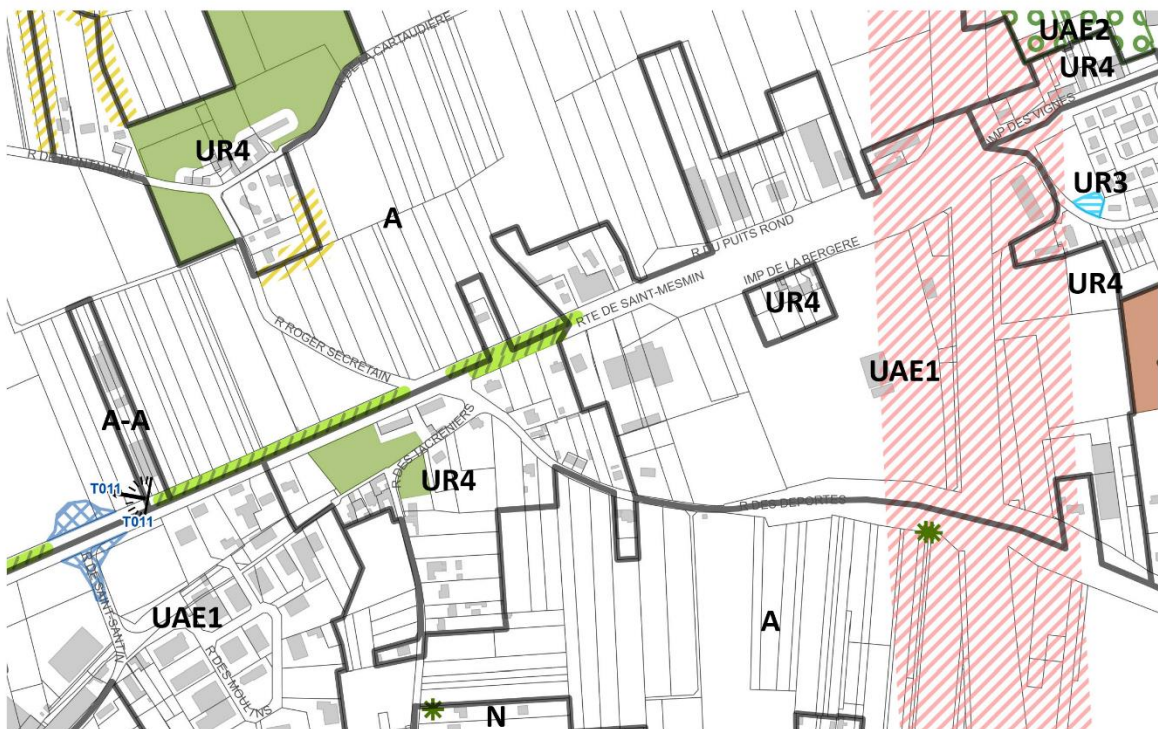 UAE2
UR4
R DE LA CARTAUDIERE
IMP DES VIGNES
UR4
UR3
A
R DU PUITS ROND
IMP DE LA BERGERE
UR4
UR4
RTE DE SAINT-MESMIN
R ROGER SECRETAIN
UAE1
A-A
R DES TACRENIERS
UR4
T011
T011
R DES DEPORTES
R DE SAINT-SANTIN
UAE1
A
R DES MOULINS
N